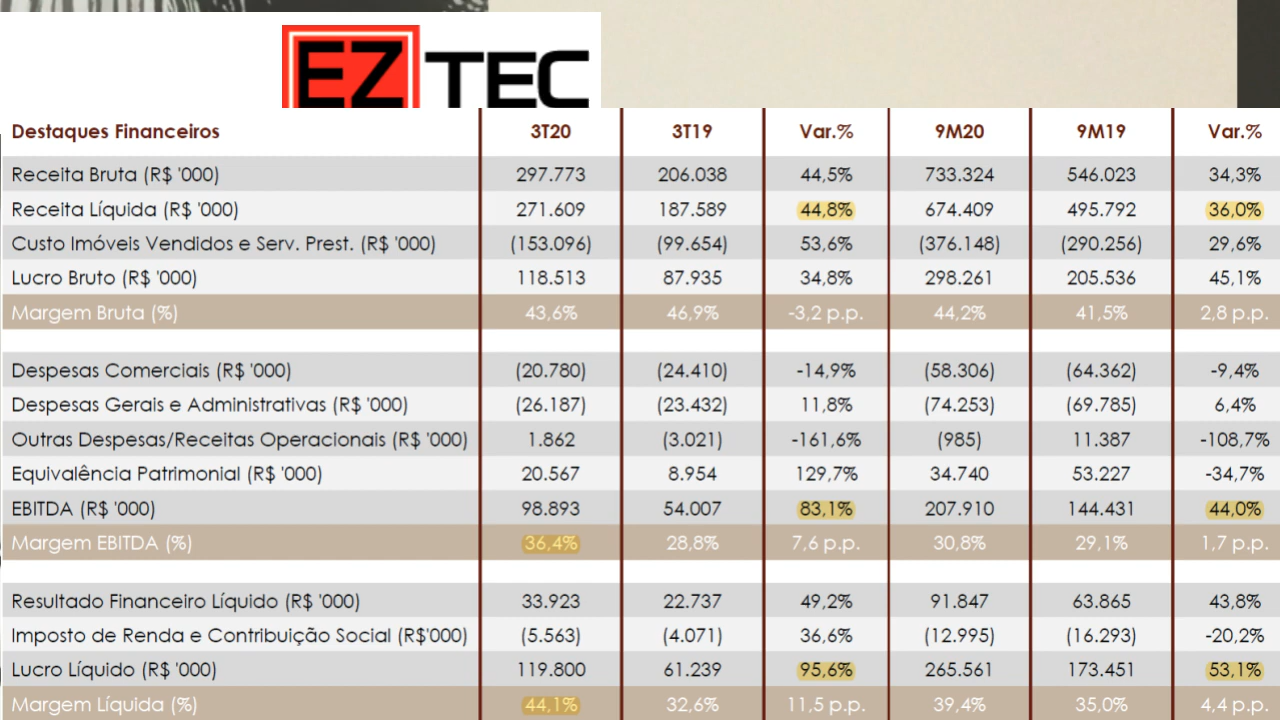 EZ TEC
Destaques Financeiros 3T20 3T19 Var.% 9M20 9M19 Var.%
Receita Bruta (R$ '000) 297.773 206.038 44,5% 733.324 546.023 34,3%
Receita Líquida (R$ '000) 271.609 187.589 44,8% 674.409 495.792 36,0%
Custo Imóveis Vendidos e Serv. Prest. (R$ '000) (153.096) (99.654) 53,6% (376.148) (290.256) 29,6%
Lucro Bruto (R$ '000) 118.513 87.935 34,8% 298.261 205.536 45,1%
Margem Bruta (%) 43,6% 46,9% -3,2 p.p. 44,2% 41,5% 2,8 p.p.
Despesas Comerciais (R$ '000) (20.780) (24.410) -14,9% (58.306) (64.362) -9,4%
Despesas Gerais e Administrativas (R$ '000) (26.187) (23.432) 11,8% (74.253) (69.785) 6,4%
Outras Despesas/Receitas Operacionais (R$ '000) 1.862 (3.021) -161,6% (985) 11.387 -108,7%
Equivalência Patrimonial (R$ '000) 20.567 8.954 129,7% 34.740 53.227 -34,7%
EBITDA (R$ '000) 98.893 54.007 83,1% 207.910 144.431 44,0%
Margem EBITDA (%) 36,4% 28,8% 7,6 p.p. 30,8% 29,1% 1,7 p.p.
Resultado Financeiro Líquido (R$ '000) 33.923 22.737 49,2% 91.847 63.865 43,8%
Imposto de Renda e Contribuição Social (R$'000) (5.563) (4.071) 36,6% (12.995) (16.293) -20,2%
Lucro Líquido (R$ '000) 119.800 61.239 95,6% 265.561 173.451 53,1%
Margem Líquida (%) 44,1% 32,6% 11,5 p.p. 39,4% 35,0% 4,4 p.p.